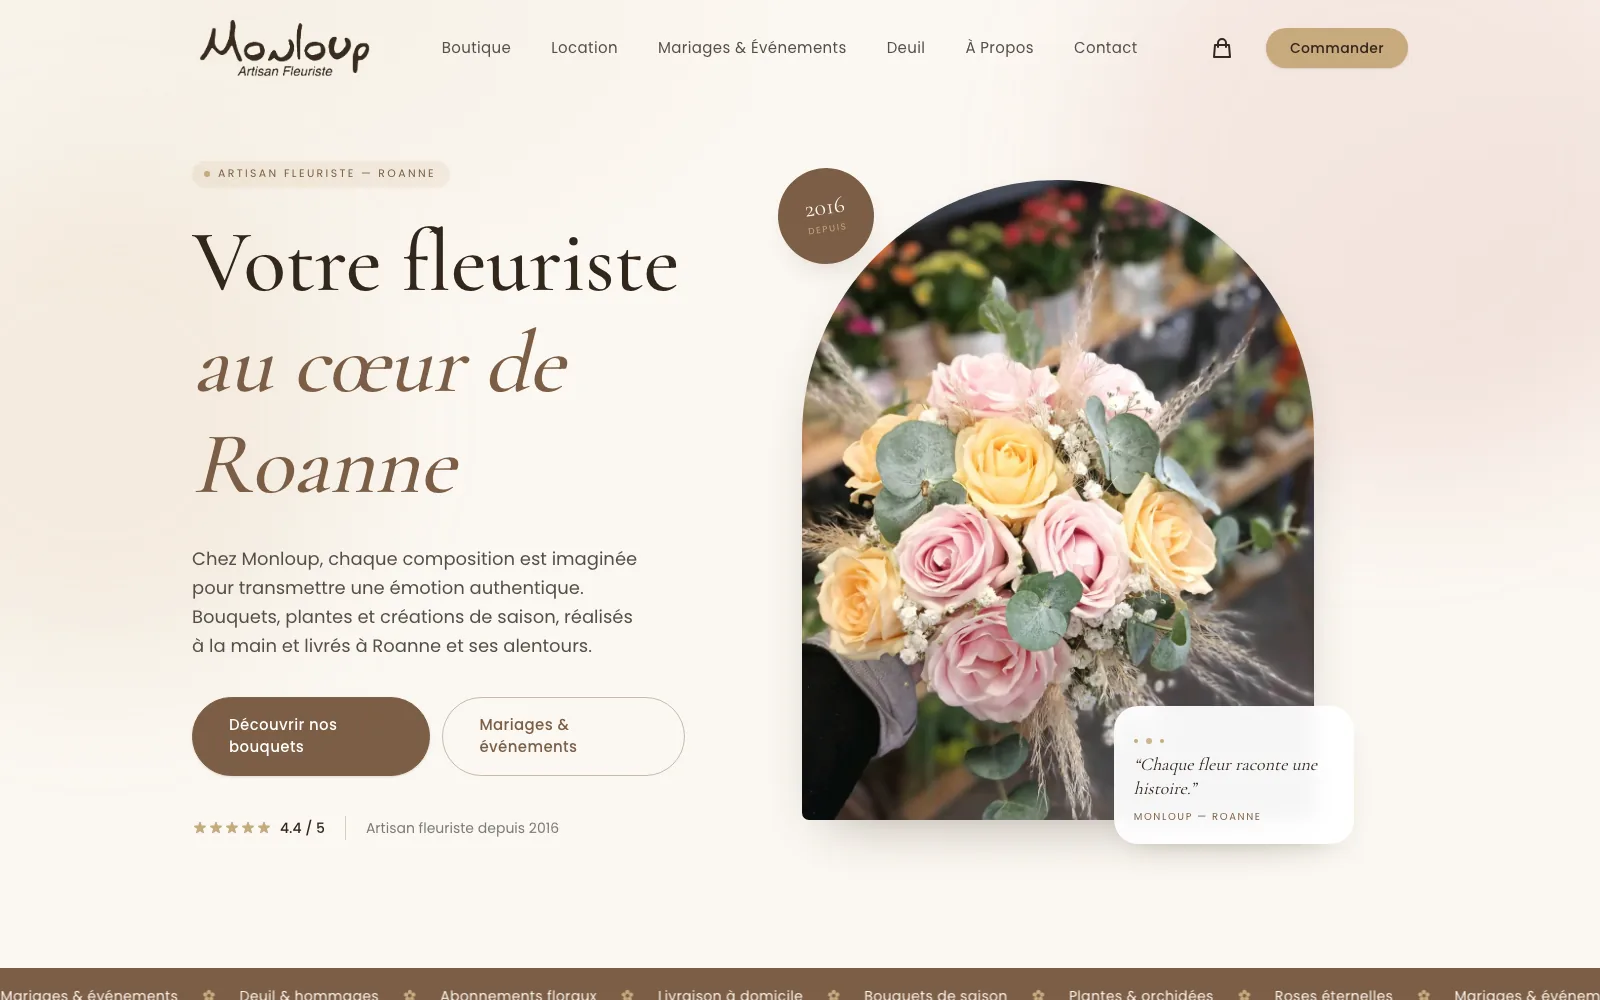 Monloup
Artisan Fleuriste
Boutique
Location
Mariages & Événements
Deuil
À Propos
Contact
Commander
ARTISAN FLEURISTE — ROANNE
Votre fleuriste
au cœur de
Roanne
Chez Monloup, chaque composition est imaginée
pour transmettre une émotion authentique.
Bouquets, plantes et créations de saison, réalisés
à la main et livrés à Roanne et ses alentours.
Découvrir nos
bouquets
Mariages &
événements
4.4 / 5
Artisan fleuriste depuis 2016
2016
DEPUIS
“Chaque fleur raconte une
histoire.”
MONLOUP — ROANNE
Mariages & événements
Deuil & hommages
Abonnements floraux
Livraison à domicile
Bouquets de saison
Plantes & orchidées
Roses éternelles
Mariages & événem